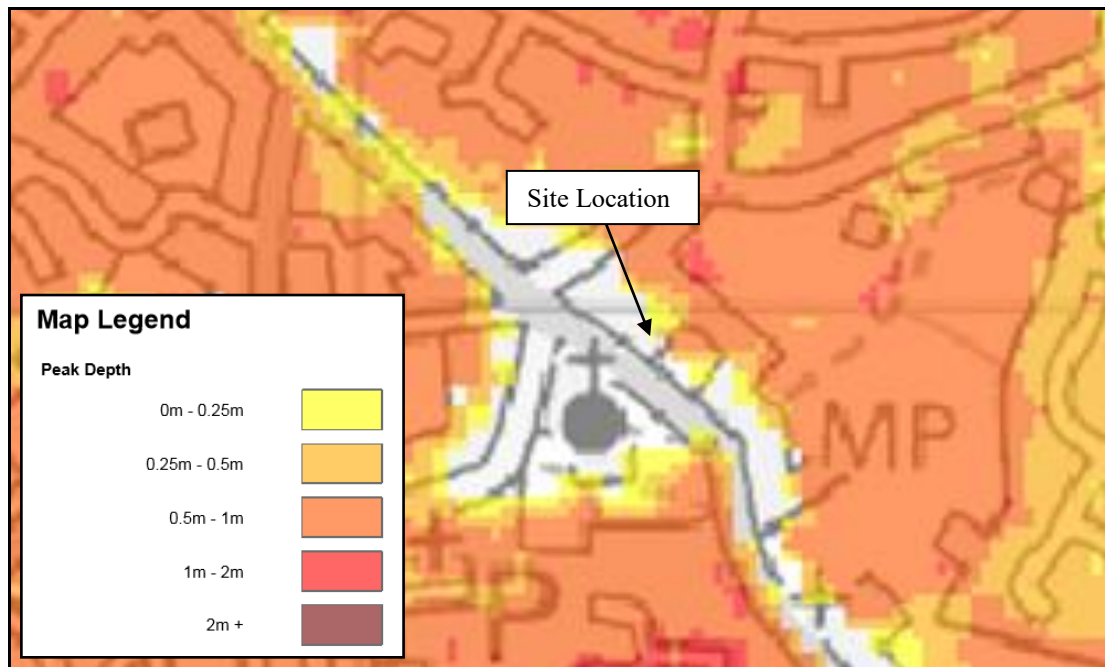 Site Location
Map Legend
Peak Depth
0m - 0.25m
0.25m - 0.5m
0.5m - 1m
1m - 2m
2m +
MP